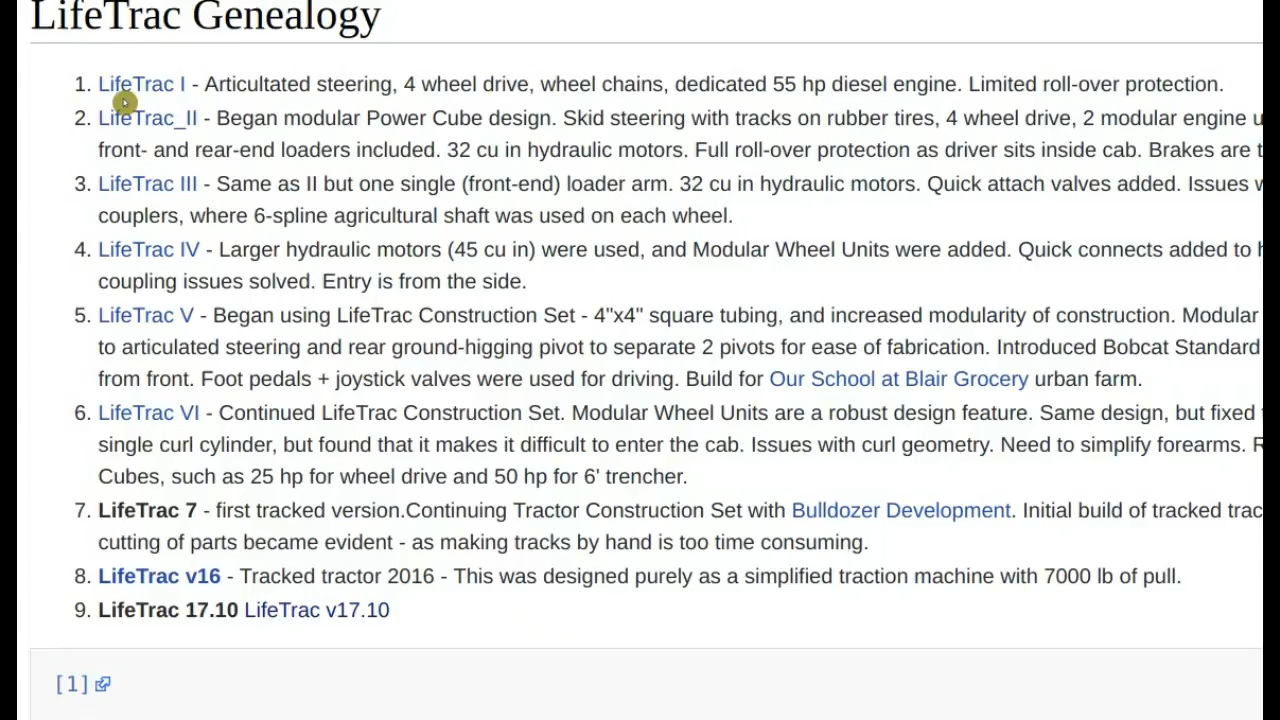 LifeTrac Genealogy
1. LifeTrac I - Articultated steering, 4 wheel drive, wheel chains, dedicated 55 hp diesel engine. Limited roll-over protection.
2. LifeTrac_II - Began modular Power Cube design. Skid steering with tracks on rubber tires, 4 wheel drive, 2 modular engine
front- and rear-end loaders included. 32 cu in hydraulic motors. Full roll-over protection as driver sits inside cab. Brakes are
3. LifeTrac III - Same as II but one single (front-end) loader arm. 32 cu in hydraulic motors. Quick attach valves added. Issues
couplers, where 6-spline agricultural shaft was used on each wheel.
4. LifeTrac IV - Larger hydraulic motors (45 cu in) were used, and Modular Wheel Units were added. Quick connects added to
coupling issues solved. Entry is from the side.
5. LifeTrac V - Began using LifeTrac Construction Set - 4"x4" square tubing, and increased modularity of construction. Modular
to articulated steering and rear ground-higging pivot to separate 2 pivots for ease of fabrication. Introduced Bobcat Standard
from front. Foot pedals + joystick valves were used for driving. Build for Our School at Blair Grocery urban farm.
6. LifeTrac VI - Continued LifeTrac Construction Set. Modular Wheel Units are a robust design feature. Same design, but fixed
single curl cylinder, but found that it makes it difficult to enter the cab. Issues with curl geometry. Need to simplify forearms.
Cubes, such as 25 hp for wheel drive and 50 hp for 6' trencher.
7. LifeTrac 7 - first tracked version.Continuing Tractor Construction Set with Bulldozer Development. Initial build of tracked
cutting of parts became evident - as making tracks by hand is too time consuming.
8. LifeTrac v16 - Tracked tractor 2016 - This was designed purely as a simplified traction machine with 7000 lb of pull.
9. LifeTrac 17.10 LifeTrac v17.10
[1]